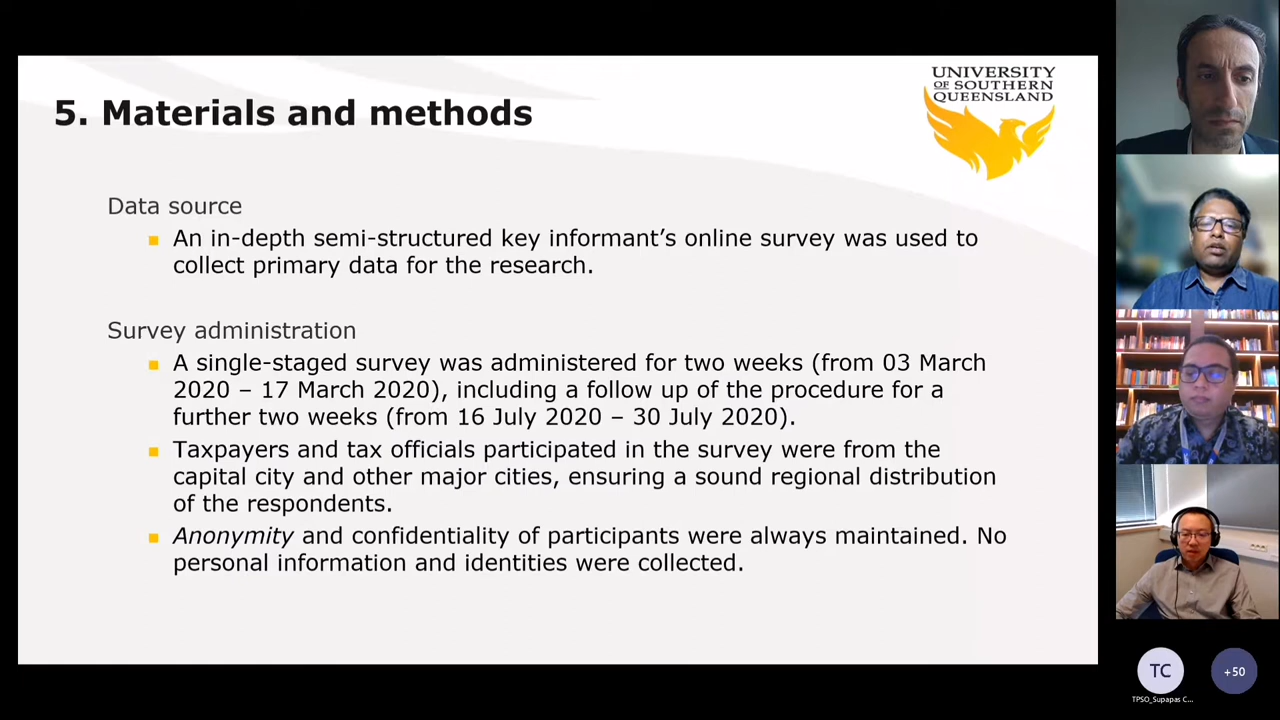 5. Materials and methods
UNIVERSITY
OF SOUTHERN
QUEENSLAND
Data source
An in-depth semi-structured key informant’s online survey was used to
collect primary data for the research.
Survey administration
A single-staged survey was administered for two weeks (from 03 March
2020 – 17 March 2020), including a follow up of the procedure for a
further two weeks (from 16 July 2020 – 30 July 2020).
Taxpayers and tax officials participated in the survey were from the
capital city and other major cities, ensuring a sound regional distribution
of the respondents.
Anonymity and confidentiality of participants were always maintained. No
personal information and identities were collected.
TC
+50
TPSO_Supapas C...